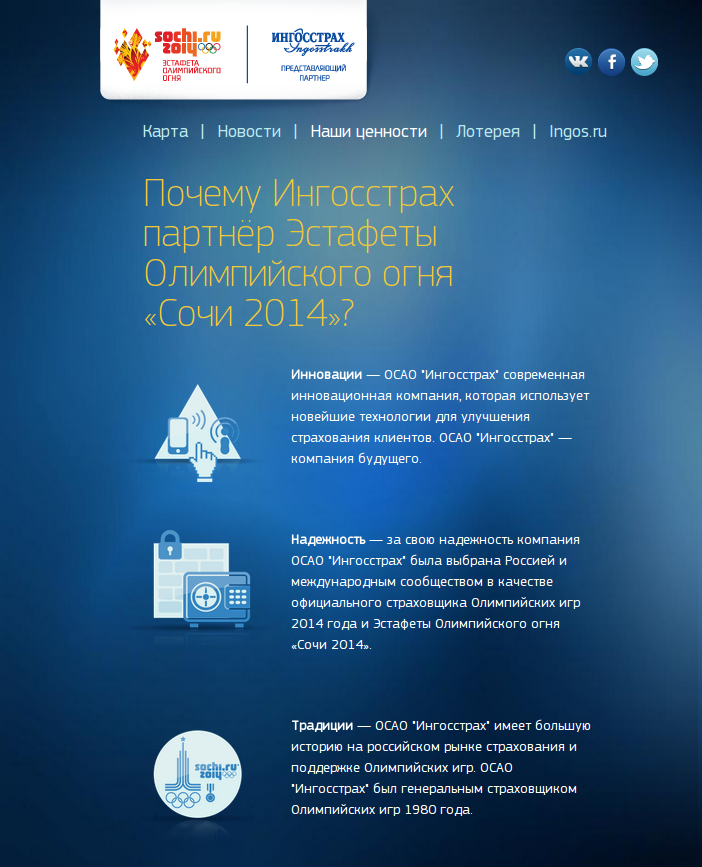 sochi.ru
2014
ЭСТАФЕТА
ОЛИМПИЙСКОГО
ОГНЯ
ИНГОССТРАХ
Ingosstrakh
ПРЕДСТАВЛЯЮЩИЙ
ПАРТНЕР
Карта | Новости | Наши ценности | Лотерея | Ingos.ru
Почему Ингосстрах
партнёр Эстафеты
Олимпийского огня
«Сочи 2014»?
Инновации — ОСАО "Ингосстрах" современная
инновационная компания, которая использует
новейшие технологии для улучшения
страхования клиентов. ОСАО "Ингосстрах" —
компания будущего.
Надежность — за свою надежность компания
ОСАО "Ингосстрах" была выбрана Россией и
международным сообществом в качестве
официального страховщика Олимпийских игр
2014 года и Эстафеты Олимпийского огня
«Сочи 2014».
Традиции — ОСАО "Ингосстрах" имеет большую
историю на российском рынке страхования и
поддержке Олимпийских игр. ОСАО
"Ингосстрах" был генеральным страховщиком
Олимпийских игр 1980 года.
sochi.ru
2014